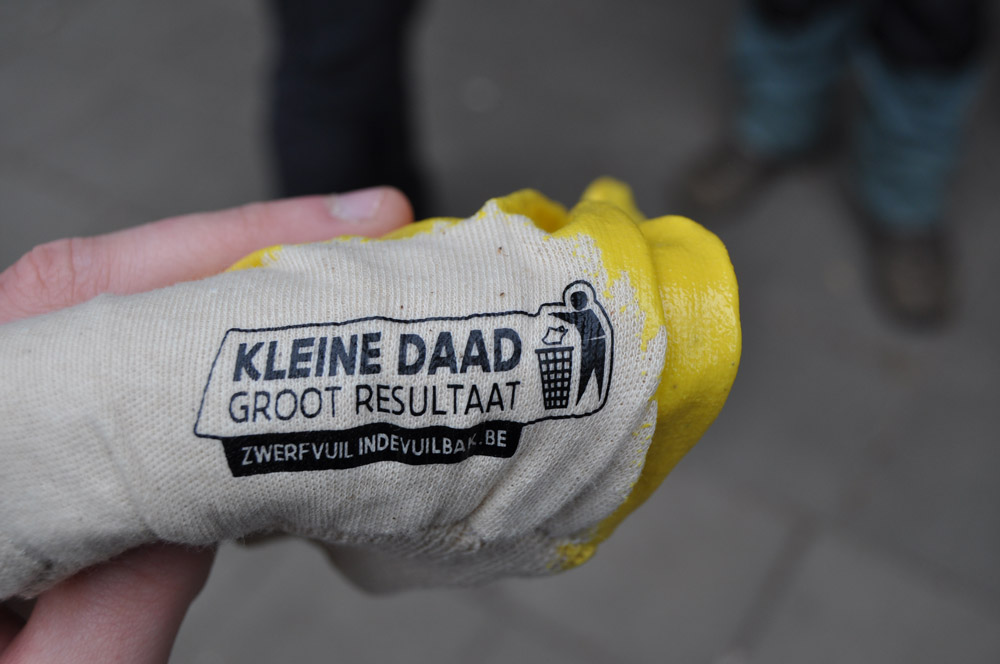 KLEINE DAAD
GROOT RESULTAAT
ZWERFVUIL INDEVUILBAK.BE